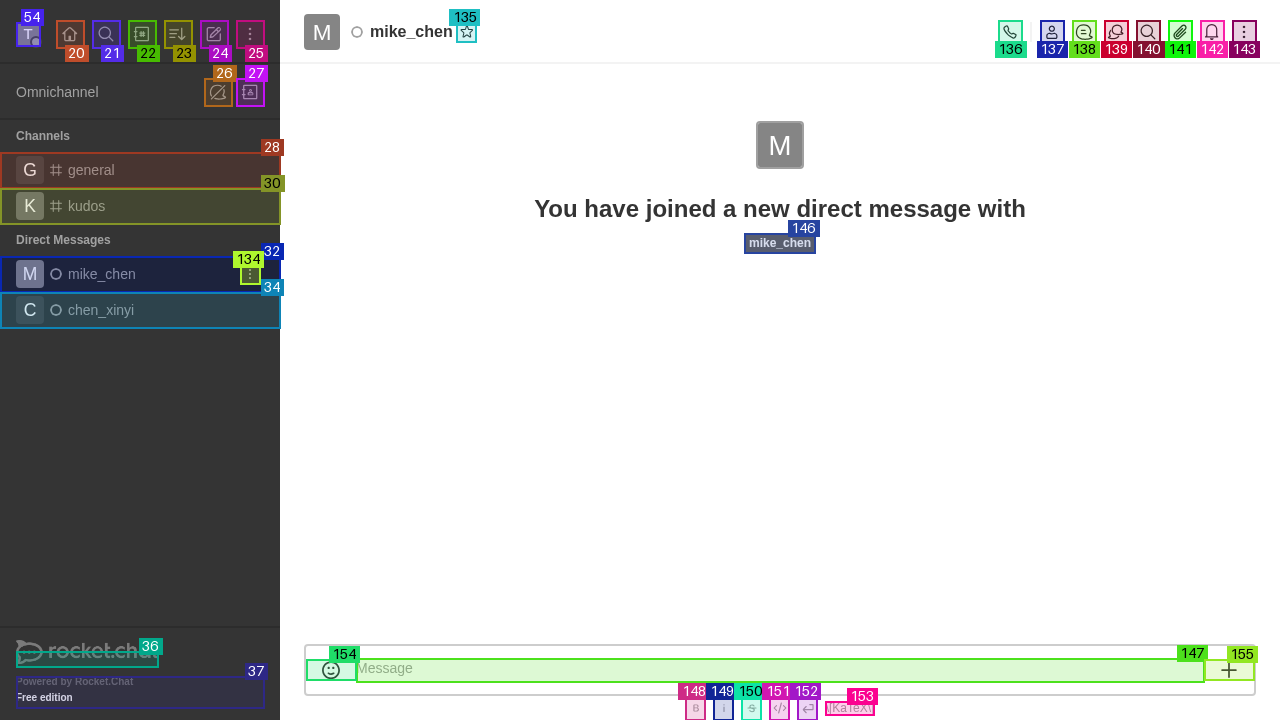 54
T
20
21
22
23
24
25
Omnichannel
26
27
Channels
28
G general
30
K kudos
Direct Messages
32
134
M mike_chen
34
C chen_xinyi
36
rocket.chat
37
Powered by Rocket.Chat
Free edition
M mike_chen
135
136
137
138
139
140
141
142
143
M
You have joined a new direct message with
146
mike_chen
154
147
155
Message
148
149
150
151
152
153
B
i
S
</>
\(KaTeX\)